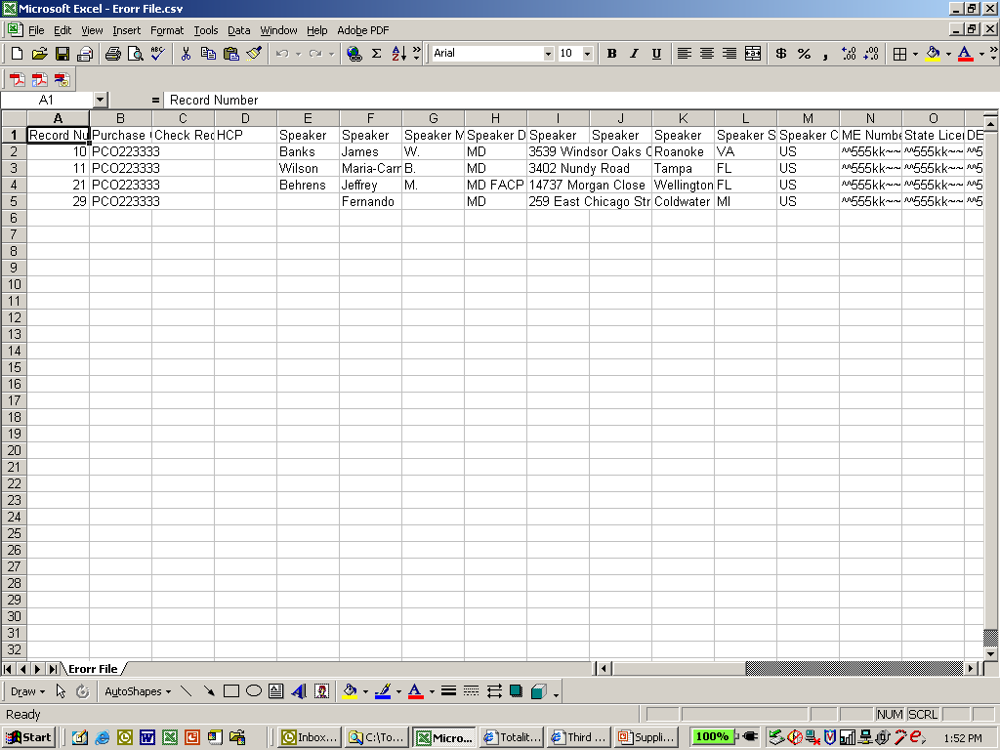 Microsoft Excel - Erorr File.csv
File Edit View Insert Format Tools Data Window Help Adobe PDF
Arial 10 B I U $ % ,
A1 = Record Number
A B C D E F G H I J K L M N O
1 Record Nu Purchase Check Rec HCP Speaker Speaker Speaker M Speaker D Speaker Speaker Speaker Speaker S Speaker C ME Numbe State Licen DE
2 10 PCO223333 Banks James W. MD 3539 Windsor Oaks C Roanoke VA US ^^555kk~~ ^^555kk~~ ^^5
3 11 PCO223333 Wilson Maria-Carr B. MD 3402 Nundy Road Tampa FL US ^^555kk~~ ^^555kk~~ ^^5
4 21 PCO223333 Behrens Jeffrey M. MD FACP 14737 Morgan Close Wellington FL US ^^555kk~~ ^^555kk~~ ^^5
5 29 PCO223333 Fernando MD 259 East Chicago Str Coldwater MI US ^^555kk~~ ^^555kk~~ ^^5
6
7
8
9
10
11
12
13
14
15
16
17
18
19
20
21
22
23
24
25
26
27
28
29
30
31
32
Erorr File
Draw AutoShapes
Ready NUM SCRL
Start Inbox... C:\To... Micro... Totalit... Third ... Suppli... 100% 1:52 PM